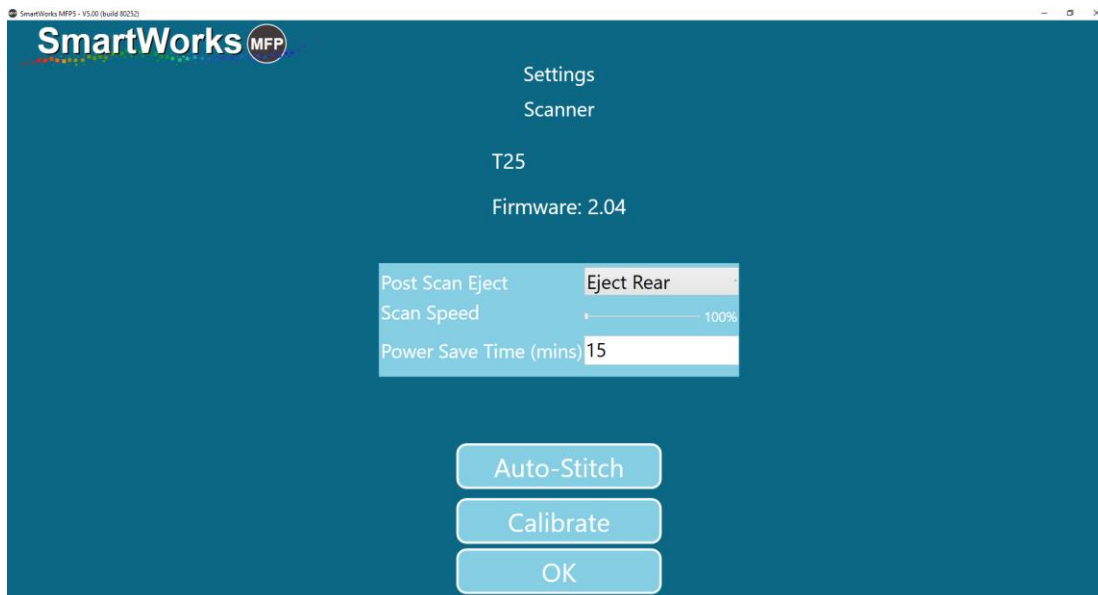 SmartWorks MFP5 - V5.00 (build 80252)
SmartWorks MFP
Settings
Scanner
T25
Firmware: 2.04
Post Scan Eject Eject Rear
Scan Speed 100%
Power Save Time (mins) 15
Auto-Stitch
Calibrate
OK